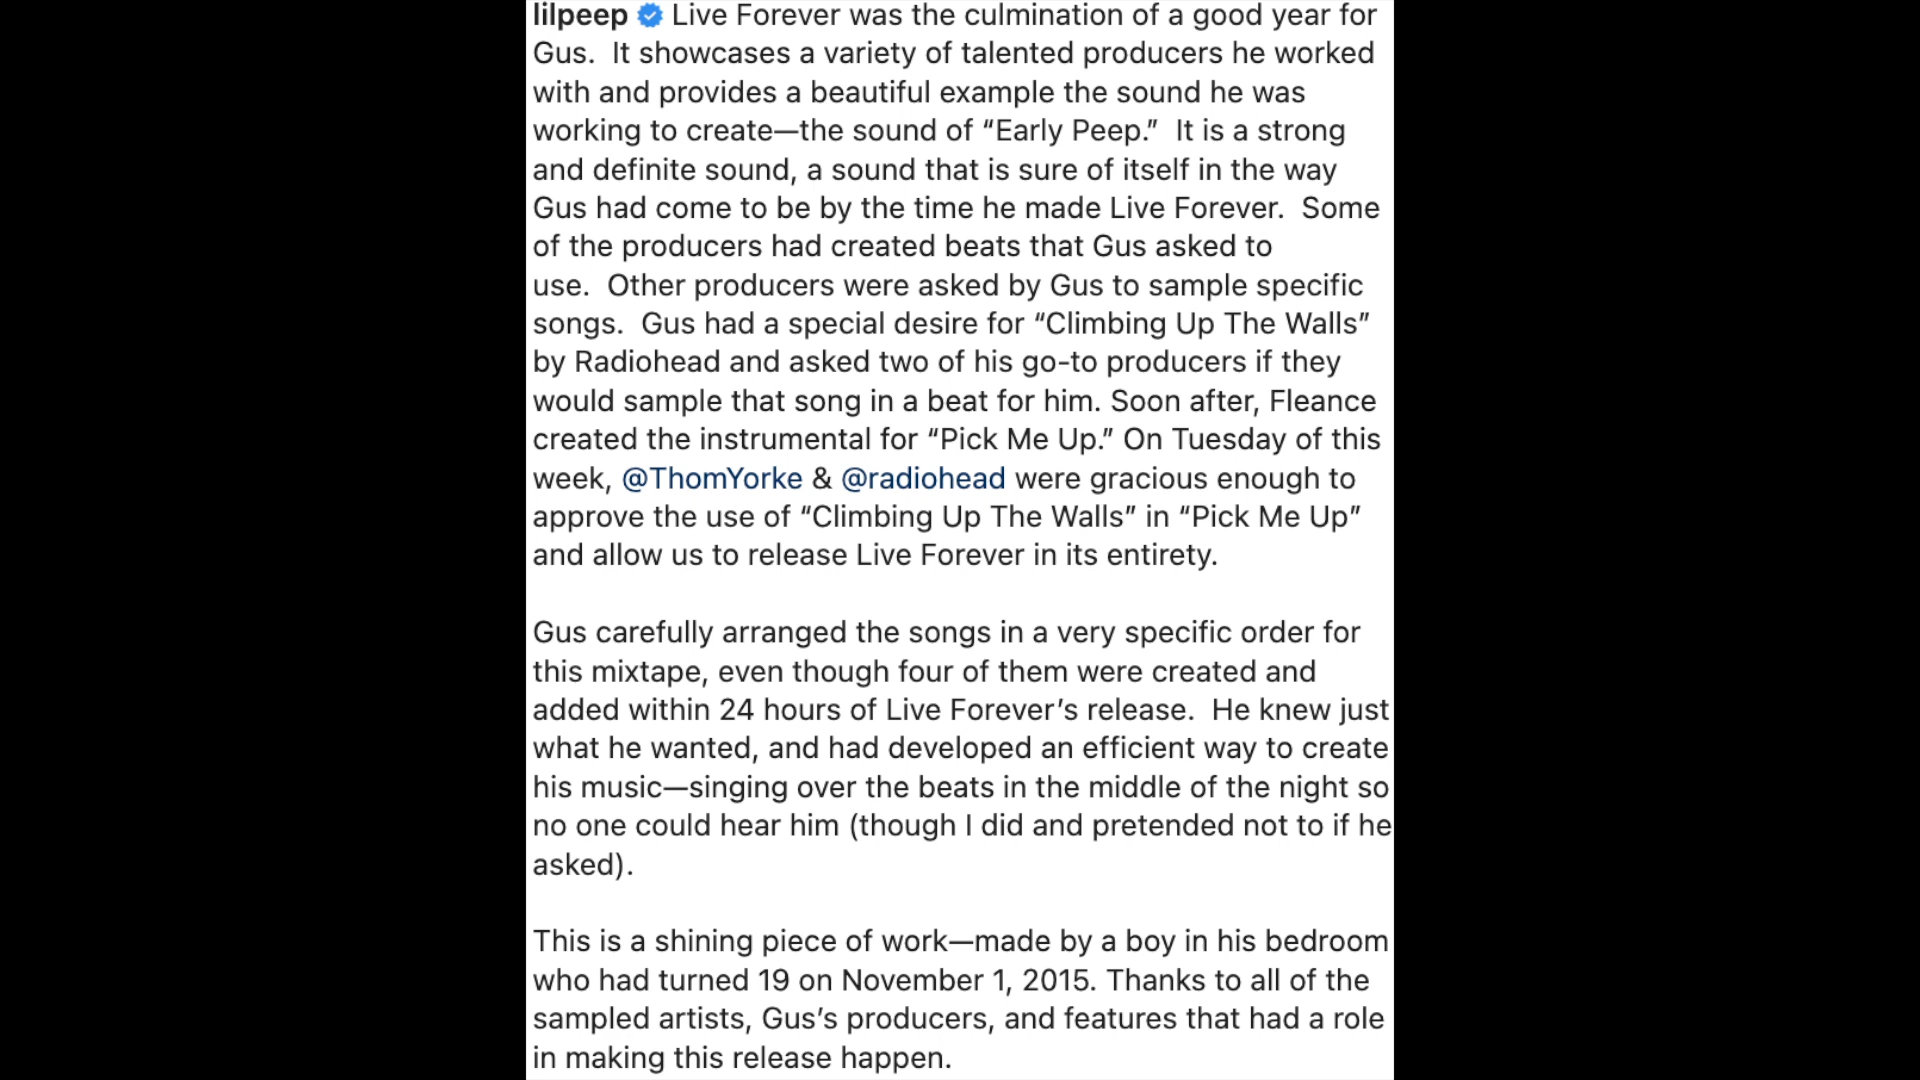 lilpeep Live Forever was the culmination of a good year for
Gus.  It showcases a variety of talented producers he worked
with and provides a beautiful example the sound he was
working to create—the sound of “Early Peep.”  It is a strong
and definite sound, a sound that is sure of itself in the way
Gus had come to be by the time he made Live Forever.  Some
of the producers had created beats that Gus asked to
use.  Other producers were asked by Gus to sample specific
songs.  Gus had a special desire for “Climbing Up The Walls”
by Radiohead and asked two of his go-to producers if they
would sample that song in a beat for him. Soon after, Fleance
created the instrumental for “Pick Me Up.” On Tuesday of this
week, @ThomYorke & @radiohead were gracious enough to
approve the use of “Climbing Up The Walls” in “Pick Me Up”
and allow us to release Live Forever in its entirety.
Gus carefully arranged the songs in a very specific order for
this mixtape, even though four of them were created and
added within 24 hours of Live Forever’s release.  He knew just
what he wanted, and had developed an efficient way to create
his music—singing over the beats in the middle of the night so
no one could hear him (though I did and pretended not to if he
asked).
This is a shining piece of work—made by a boy in his bedroom
who had turned 19 on November 1, 2015. Thanks to all of the
sampled artists, Gus’s producers, and features that had a role
in making this release happen.